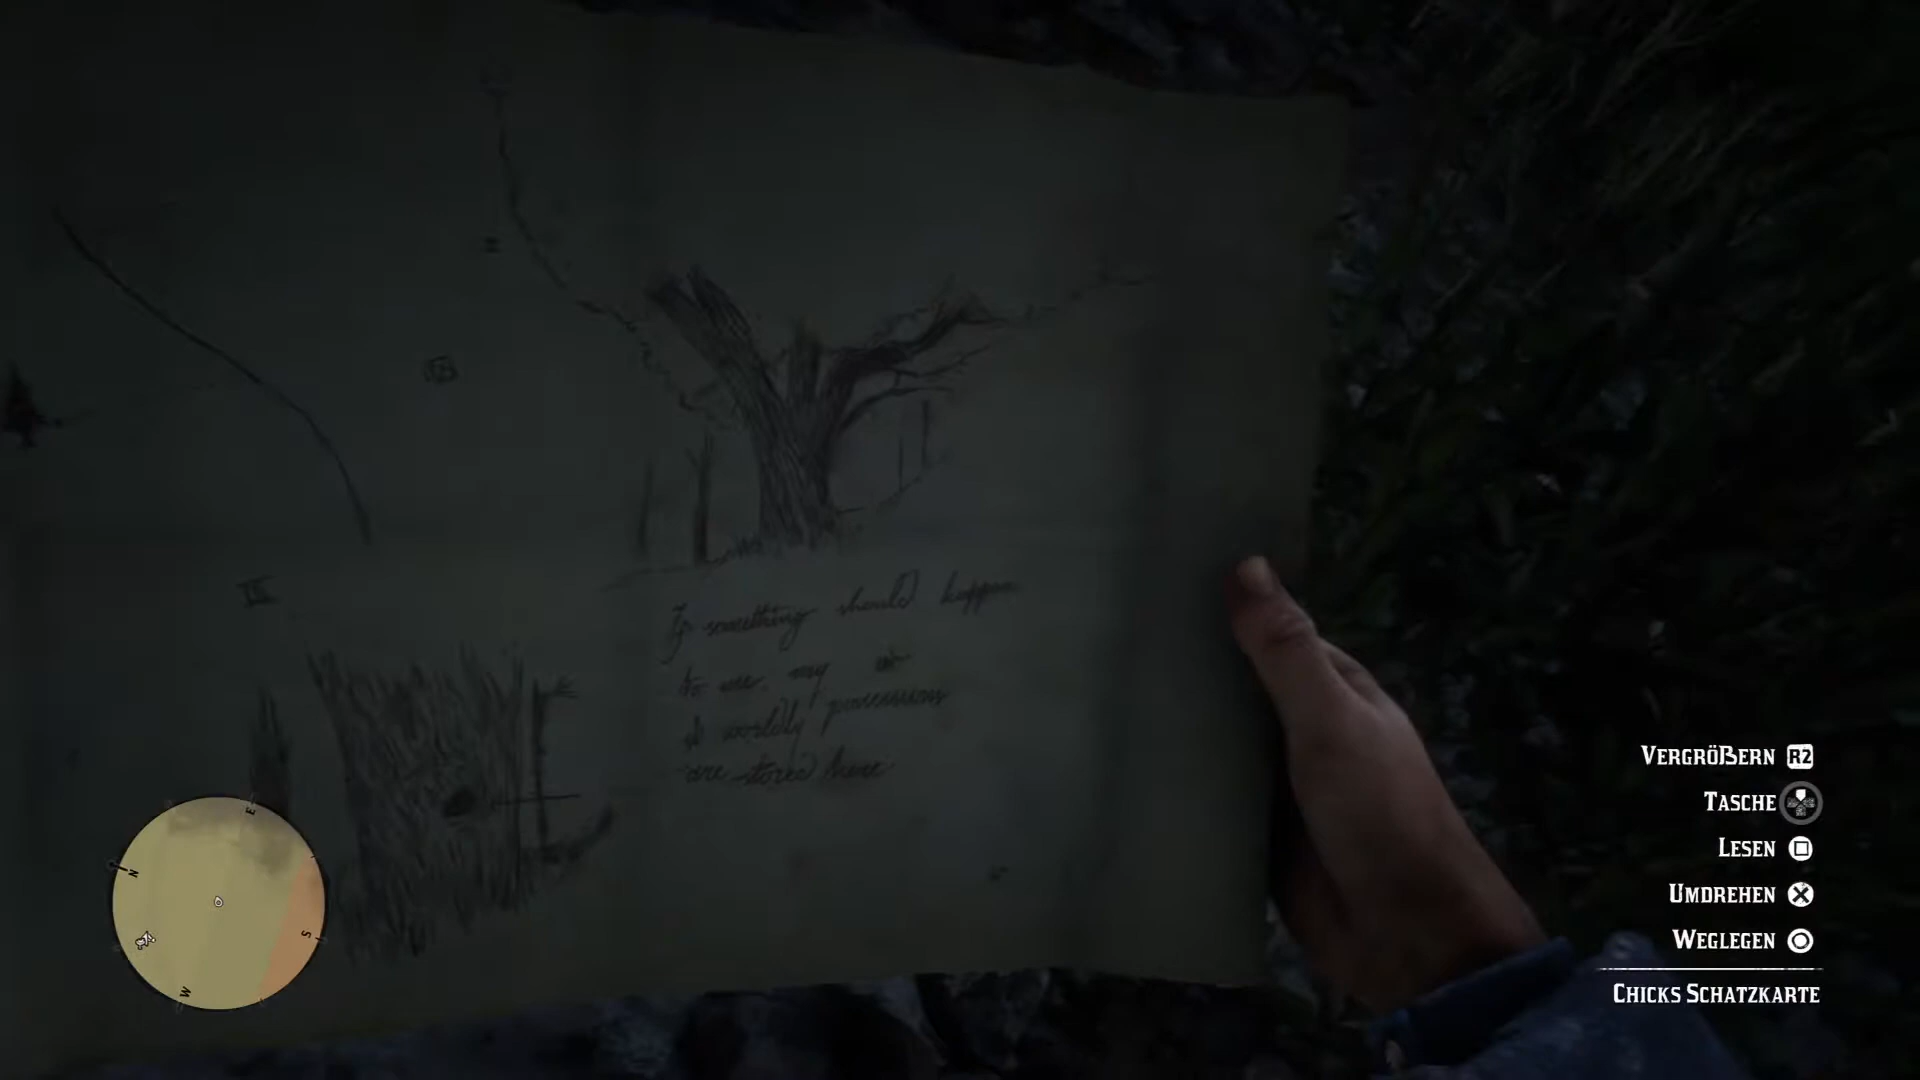 If something should happen
to me, my
worldly possessions
are stored here
VERGRÖẞERN R2
TASCHE
LESEN
UMDREHEN
WEGLEGEN
CHICKS SCHATZKARTE
N
E
S
W